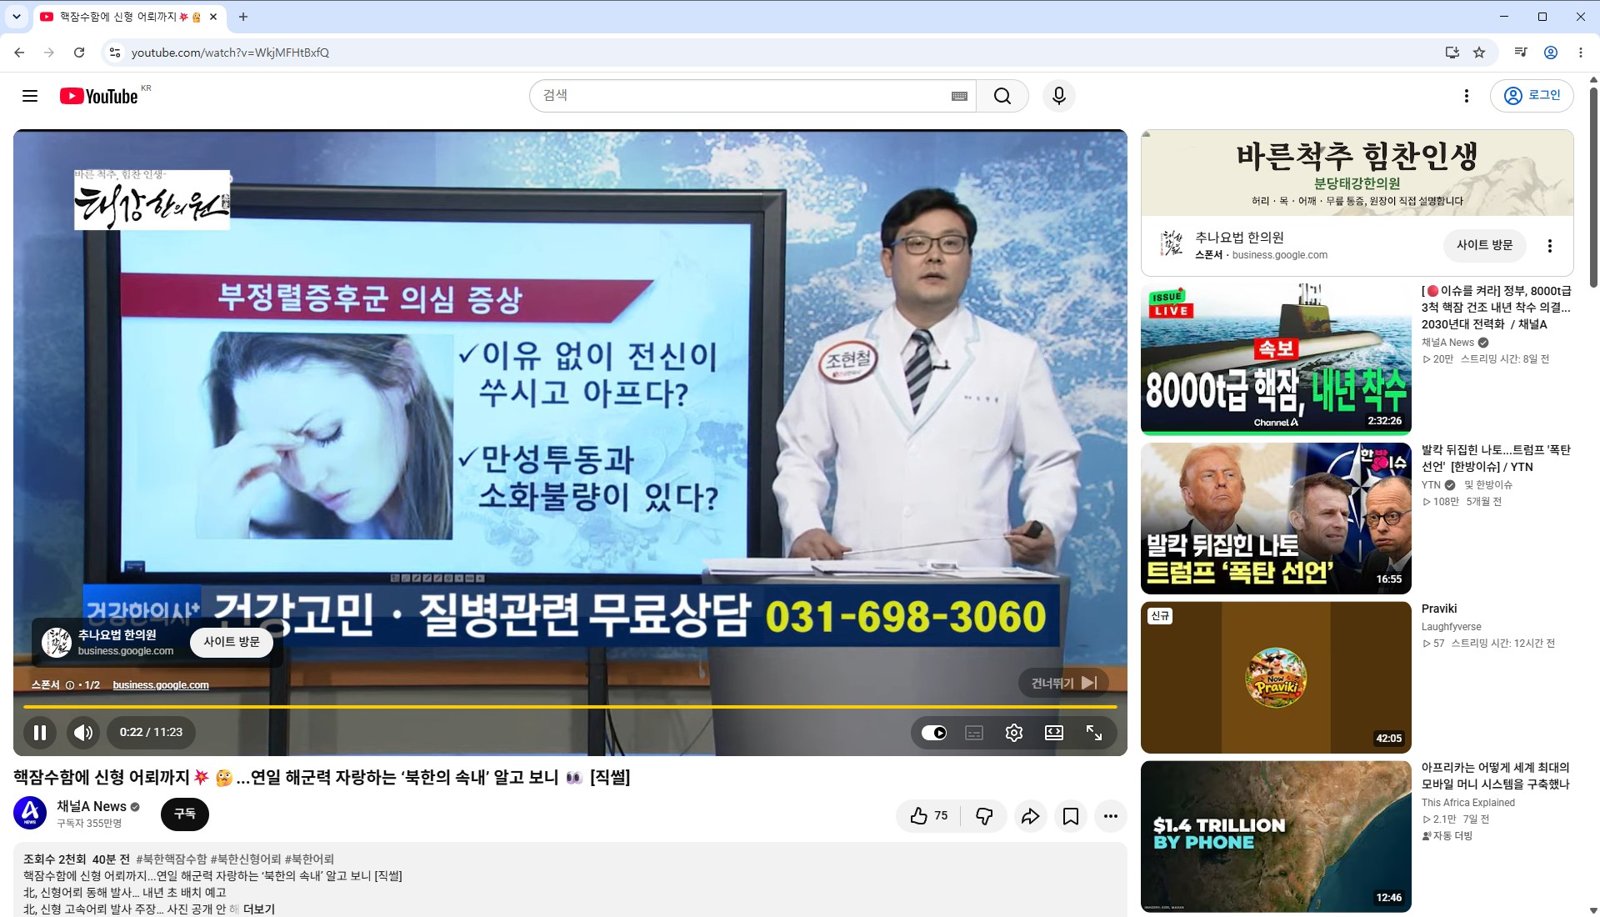 핵잠수함에 신형 어뢰까지💥🤔
youtube.com/watch?v=WkjMFHtBxfQ
YouTube KR
검색
로그인
바른 척추, 힘찬 인생
태강한의원
부정렬증후군 의심 증상
✓이유 없이 전신이
쑤시고 아프다?
✓만성두통과
소화불량이 있다?
조현철
건강한의사+
건강고민 · 질병관련 무료상담 031-698-3060
추나요법 한의원
business.google.com
사이트 방문
스폰서 · 1/2 business.google.com
건너뛰기
0:22 / 11:23
핵잠수함에 신형 어뢰까지💥🤔...연일 해군력 자랑하는 ‘북한의 속내’ 알고 보니 👀 [직썰]
채널A News
구독자 355만명
구독
75
조회수 2천회 40분 전 #북한핵잠수함 #북한신형어뢰 #북한어뢰
핵잠수함에 신형 어뢰까지...연일 해군력 자랑하는 ‘북한의 속내’ 알고 보니 [직썰]
北, 신형어뢰 동해 발사… 내년 초 배치 예고
北, 신형 고속어뢰 발사 주장… 사진 공개 안 해 더보기
바른척추 힘찬인생
분당태강한의원
허리 · 목 · 어깨 · 무릎 통증, 원장이 직접 설명합니다
추나요법 한의원
스폰서 · business.google.com
사이트 방문
ISSUE
LIVE
속보
8000t급 핵잠, 내년 착수
Channel A
2:32:26
[🔴이슈를 켜라] 정부, 8000t급
3척 핵잠 건조 내년 착수 의결...
2030년대 전력화 / 채널A
채널A News
20만 스트리밍 시간: 8일 전
한방이슈
발칵 뒤집힌 나토
트럼프 ‘폭탄 선언’
16:55
발칵 뒤집힌 나토...트럼프 '폭탄
선언' [한방이슈] / YTN
YTN 및 한방이슈
108만 5개월 전
신규
Now
Praviki
42:05
Praviki
Laughfyverse
57 스트리밍 시간: 12시간 전
$1.4 TRILLION
BY PHONE
12:46
아프리카는 어떻게 세계 최대의
모바일 머니 시스템을 구축했나
This Africa Explained
2.1만 7일 전
자동 더빙